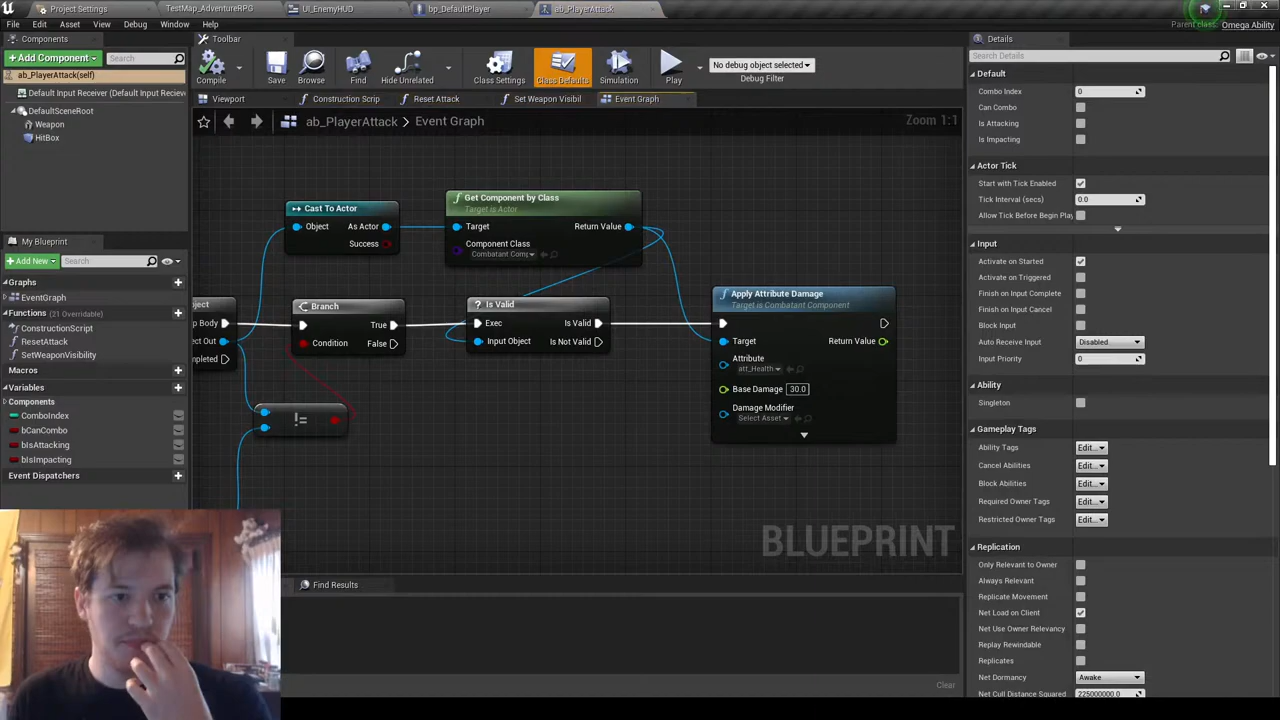 Project Settings
TestMap_AdventureRPG
UI_EnemyHUD
bp_DefaultPlayer
ab_PlayerAttack
File Edit Asset View Debug Window Help
Parent class: Omega Ability
Components
Toolbar
Details
+ Add Component
Search
ab_PlayerAttack(self)
Default Input Receiver (Default Input Receive
DefaultSceneRoot
Weapon
HitBox
Compile
Save
Browse
Find
Hide Unrelated
Class Settings
Class Defaults
Simulation
Play
No debug object selected
Debug Filter
Viewport
Construction Scrip
Reset Attack
Set Weapon Visibil
Event Graph
ab_PlayerAttack > Event Graph
Zoom 1:1
My Blueprint
+ Add New
Search
Graphs
EventGraph
Functions (21 Overridable)
ConstructionScript
ResetAttack
SetWeaponVisibility
Macros
Variables
Components
ComboIndex
bCanCombo
bIsAttacking
bIsImpacting
Event Dispatchers
Cast To Actor
Object As Actor
Success
Get Component by Class
Target is Actor
Target Return Value
Component Class
Combatant Comp
Branch
True
Condition False
Is Valid
Exec Is Valid
Input Object Is Not Valid
!=
Apply Attribute Damage
Target is Combatant Component
Target Return Value
Attribute
att_Health
Base Damage 30.0
Damage Modifier
Select Asset
BLUEPRINT
Find Results
Clear
Search Details
Default
Combo Index 0
Can Combo
Is Attacking
Is Impacting
Actor Tick
Start with Tick Enabled
Tick Interval (secs) 0.0
Allow Tick Before Begin Play
Input
Activate on Started
Activate on Triggered
Finish on Input Complete
Finish on Input Cancel
Block Input
Auto Receive Input Disabled
Input Priority 0
Ability
Singleton
Gameplay Tags
Ability Tags Edit...
Cancel Abilities Edit...
Block Abilities Edit...
Required Owner Tags Edit...
Restricted Owner Tags Edit...
Replication
Only Relevant to Owner
Always Relevant
Replicate Movement
Net Load on Client
Net Use Owner Relevancy
Replay Rewindable
Replicates
Net Dormancy Awake
Net Cull Distance Squared 225000000.0